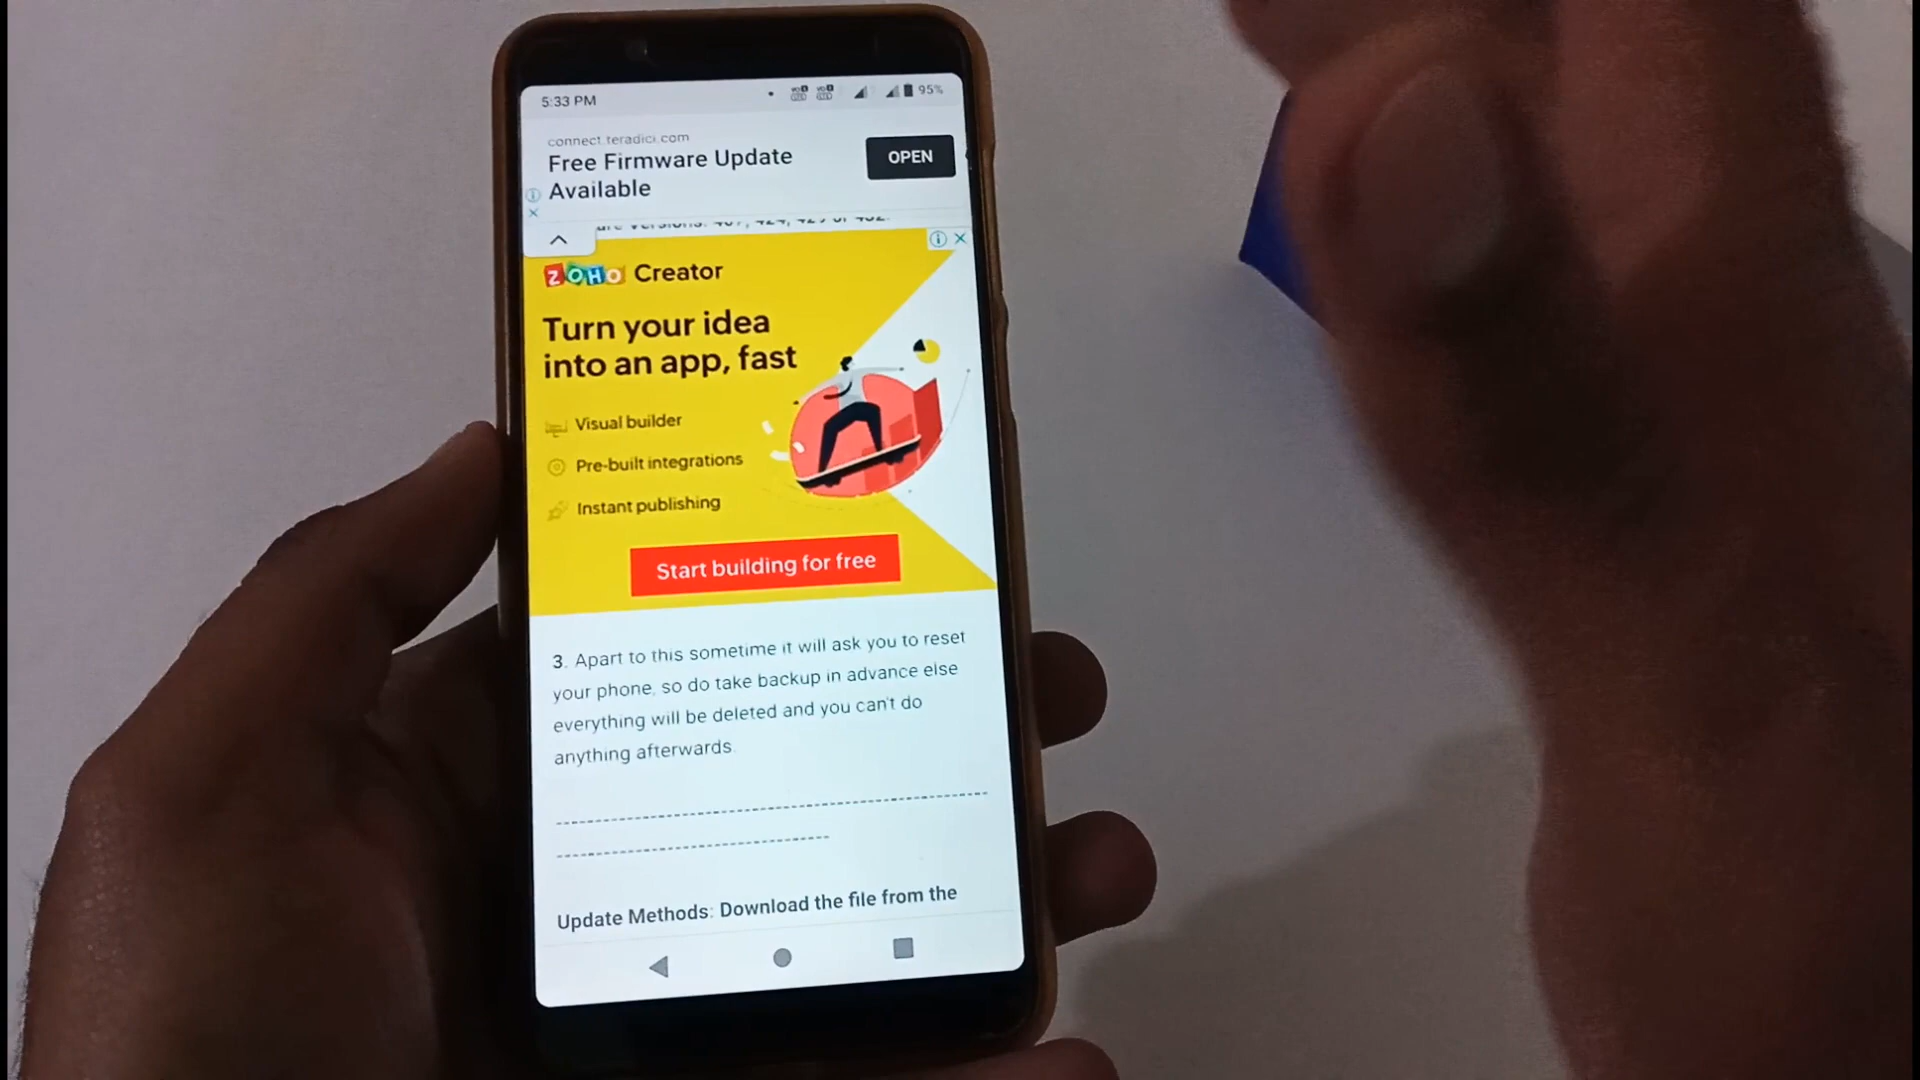 5:33 PM
95%
connect.teradici.com
Free Firmware Update
Available
OPEN
ZOHO Creator
Turn your idea
into an app, fast
Visual builder
Pre-built integrations
Instant publishing
Start building for free
3. Apart to this sometime it will ask you to reset
your phone, so do take backup in advance else
everything will be deleted and you can't do
anything afterwards.
Update Methods: Download the file from the